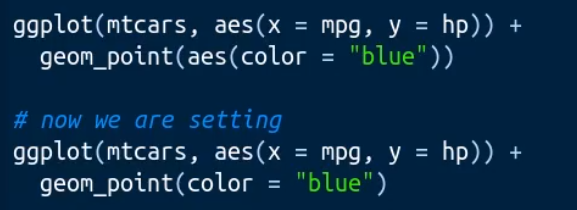 ggplot(mtcars, aes(x = mpg, y = hp)) +
  geom_point(aes(color = "blue"))

# now we are setting
ggplot(mtcars, aes(x = mpg, y = hp)) +
  geom_point(color = "blue")